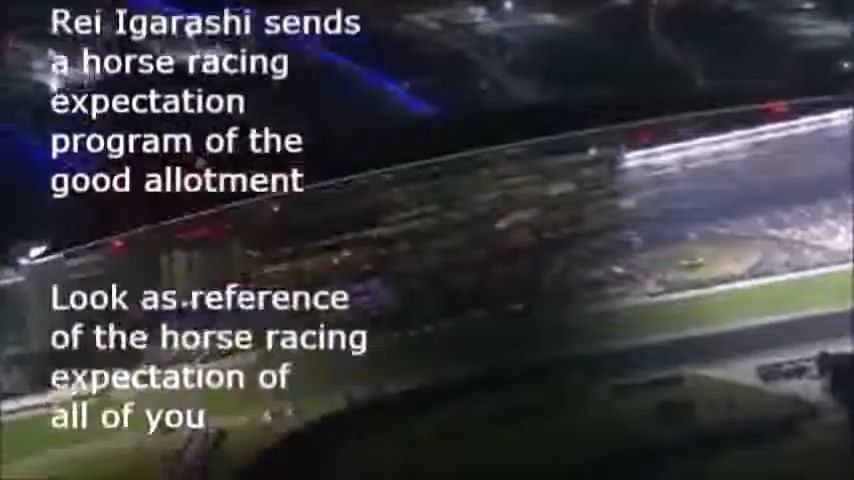 Rei Igarashi sends
a horse racing
expectation
program of the
good allotment
Look as reference
of the horse racing
expectation of
all of you